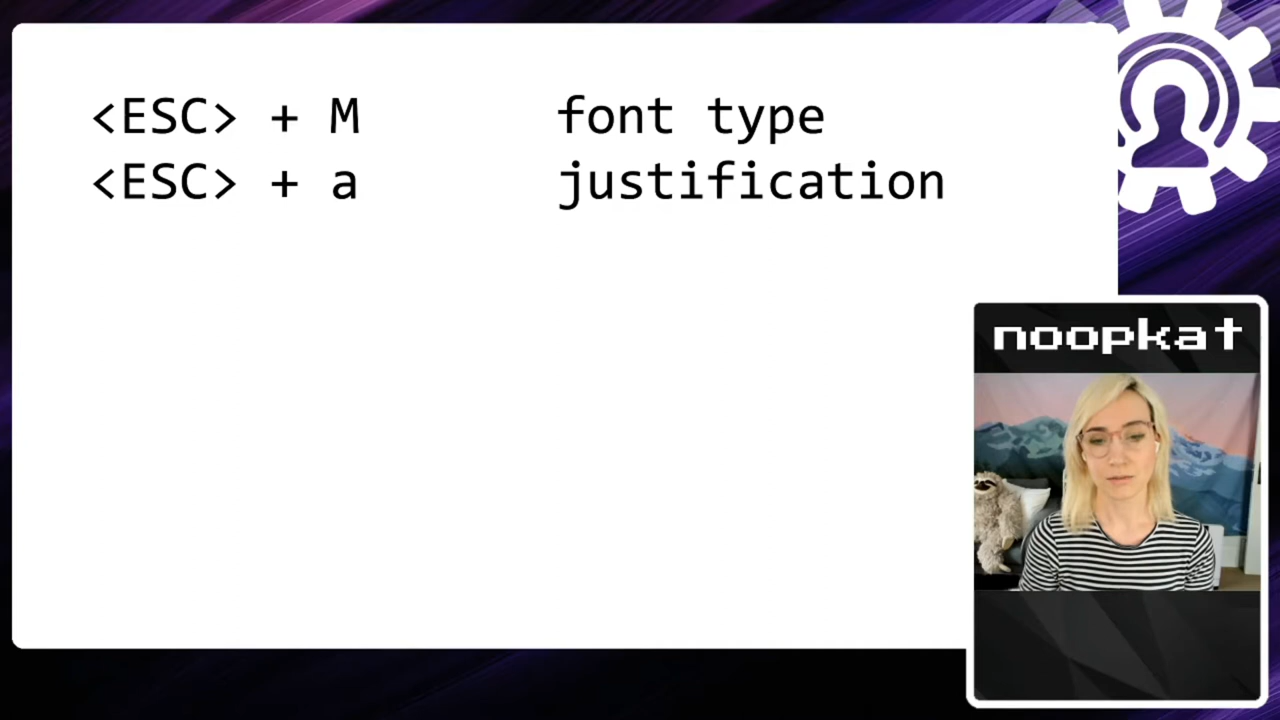 <ESC> + M font type
<ESC> + a justification
noopkat